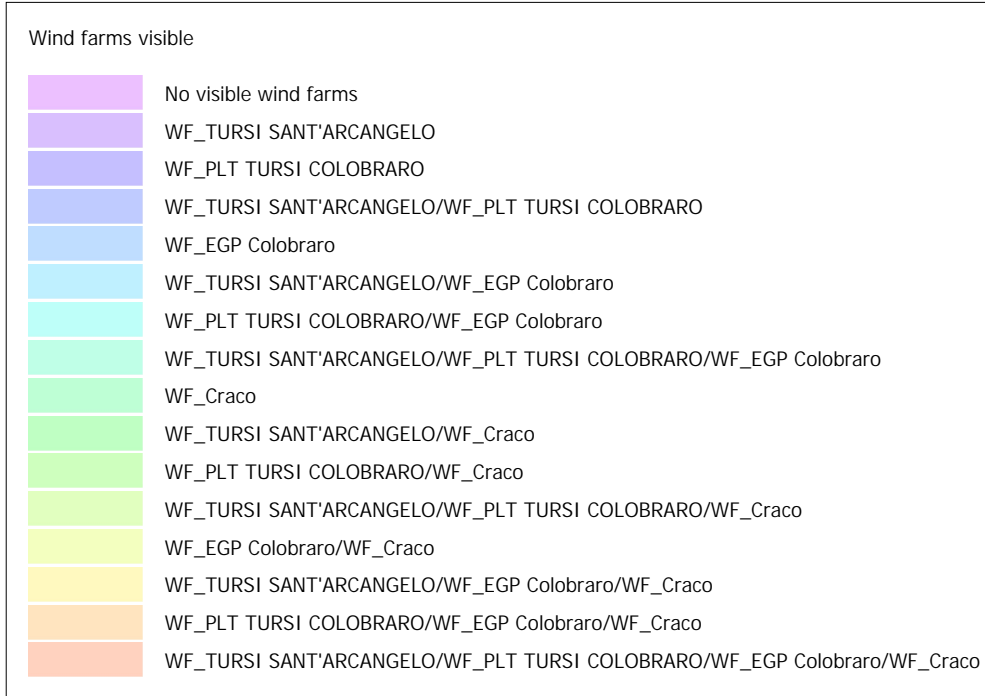 Wind farms visible
No visible wind farms
WF_TURSI SANT'ARCANGELO
WF_PLT TURSI COLOBRARO
WF_TURSI SANT'ARCANGELO/WF_PLT TURSI COLOBRARO
WF_EGP Colobraro
WF_TURSI SANT'ARCANGELO/WF_EGP Colobraro
WF_PLT TURSI COLOBRARO/WF_EGP Colobraro
WF_TURSI SANT'ARCANGELO/WF_PLT TURSI COLOBRARO/WF_EGP Colobraro
WF_Craco
WF_TURSI SANT'ARCANGELO/WF_Craco
WF_PLT TURSI COLOBRARO/WF_Craco
WF_TURSI SANT'ARCANGELO/WF_PLT TURSI COLOBRARO/WF_Craco
WF_EGP Colobraro/WF_Craco
WF_TURSI SANT'ARCANGELO/WF_EGP Colobraro/WF_Craco
WF_PLT TURSI COLOBRARO/WF_EGP Colobraro/WF_Craco
WF_TURSI SANT'ARCANGELO/WF_PLT TURSI COLOBRARO/WF_EGP Colobraro/WF_Craco